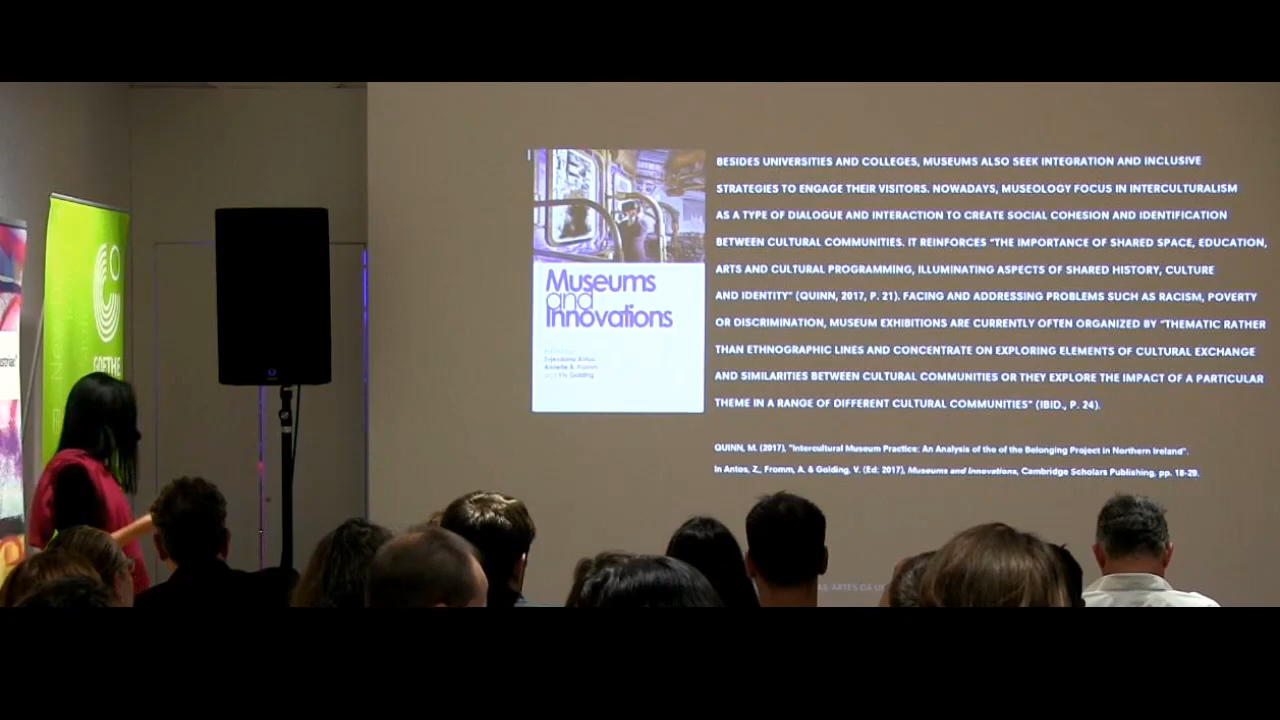 GOETHE
Museums
and
Innovations
Annette B. Fromm
and Viv Golding
BESIDES UNIVERSITIES AND COLLEGES, MUSEUMS ALSO SEEK INTEGRATION AND INCLUSIVE
STRATEGIES TO ENGAGE THEIR VISITORS. NOWADAYS, MUSEOLOGY FOCUS IN INTERCULTURALISM
AS A TYPE OF DIALOGUE AND INTERACTION TO CREATE SOCIAL COHESION AND IDENTIFICATION
BETWEEN CULTURAL COMMUNITIES. IT REINFORCES "THE IMPORTANCE OF SHARED SPACE, EDUCATION,
ARTS AND CULTURAL PROGRAMMING, ILLUMINATING ASPECTS OF SHARED HISTORY, CULTURE
AND IDENTITY" (QUINN, 2017, P. 21). FACING AND ADDRESSING PROBLEMS SUCH AS RACISM, POVERTY
OR DISCRIMINATION, MUSEUM EXHIBITIONS ARE CURRENTLY OFTEN ORGANIZED BY "THEMATIC RATHER
THAN ETHNOGRAPHIC LINES AND CONCENTRATE ON EXPLORING ELEMENTS OF CULTURAL EXCHANGE
AND SIMILARITIES BETWEEN CULTURAL COMMUNITIES OR THEY EXPLORE THE IMPACT OF A PARTICULAR
THEME IN A RANGE OF DIFFERENT CULTURAL COMMUNITIES" (IBID., P. 24).
QUINN, M. (2017), "Intercultural Museum Practice: An Analysis of the of the Belonging Project in Northern Ireland".
In Antos, Z., Fromm, A. & Golding, V. (Ed: 2017), Museums and Innovations, Cambridge Scholars Publishing, pp. 18-29.
ARTES DA